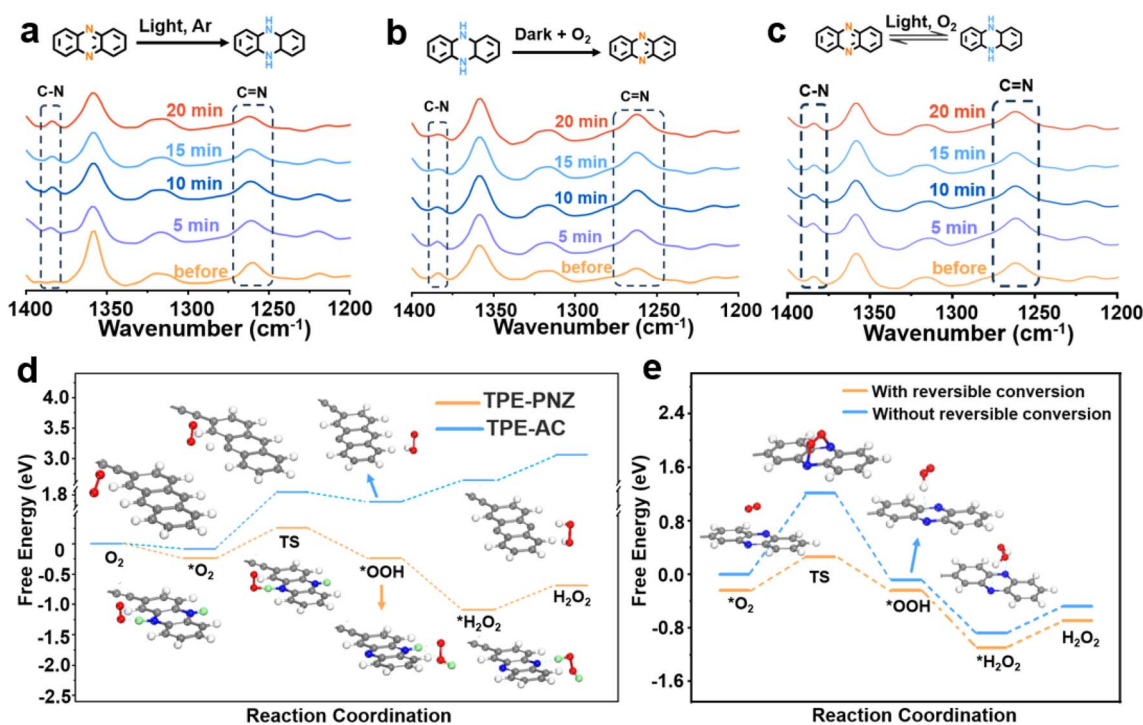 a
N
N
Light, Ar
H
N
N
H
C-N
C=N
20 min
15 min
10 min
5 min
before
1400 1350 1300 1250 1200
Wavenumber (cm⁻¹)
b
H
N
N
H
Dark + O₂
N
N
C-N
C=N
20 min
15 min
10 min
5 min
before
1400 1350 1300 1250 1200
Wavenumber (cm⁻¹)
c
N
N
Light, O₂
H
N
N
H
C-N
C=N
20 min
15 min
10 min
5 min
before
1400 1350 1300 1250 1200
Wavenumber (cm⁻¹)
d
Free Energy (eV)
4.0
3.0
1.8
0
-0.5
-1.0
-1.5
-2.0
-2.5
TPE-PNZ
TPE-AC
O₂
*O₂
TS
*OOH
*H₂O₂
H₂O₂
Reaction Coordination
e
Free Energy (eV)
2.4
1.6
0.8
0.0
-0.8
-1.6
With reversible conversion
Without reversible conversion
*O₂
TS
*OOH
*H₂O₂
H₂O₂
Reaction Coordination